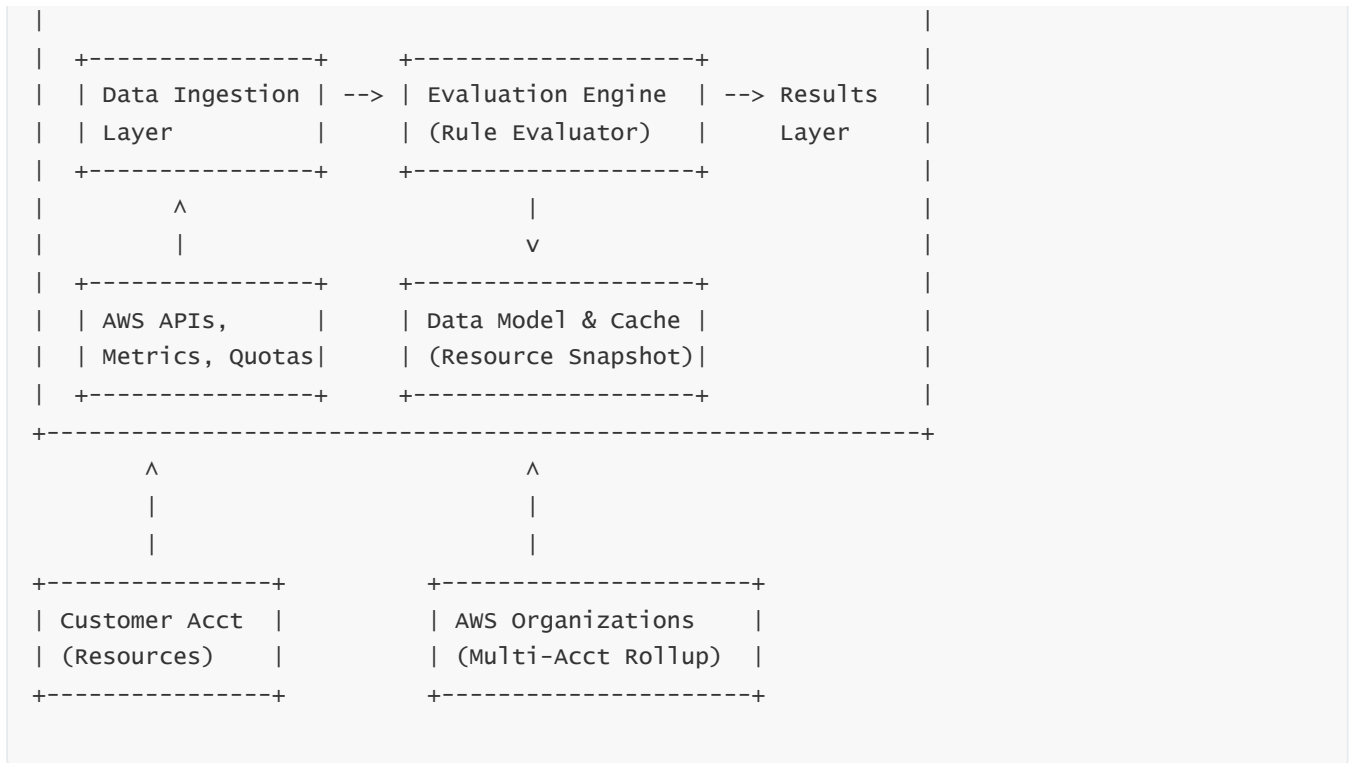 |                                                             |
|  +----------------+     +--------------------+               |
|  | Data Ingestion | --> | Evaluation Engine  | --> Results   |
|  | Layer          |     | (Rule Evaluator)   |     Layer     |
|  +----------------+     +--------------------+               |
|         ^                        |                           |
|         |                        v                           |
|  +----------------+     +--------------------+               |
|  | AWS APIs,      |     | Data Model & Cache |               |
|  | Metrics, Quotas|     | (Resource Snapshot)|               |
|  +----------------+     +--------------------+               |
+-------------------------------------------------------------+
        ^                          ^
        |                          |
        |                          |
+----------------+          +----------------------+
| Customer Acct  |          | AWS Organizations    |
| (Resources)    |          | (Multi-Acct Rollup)  |
+----------------+          +----------------------+